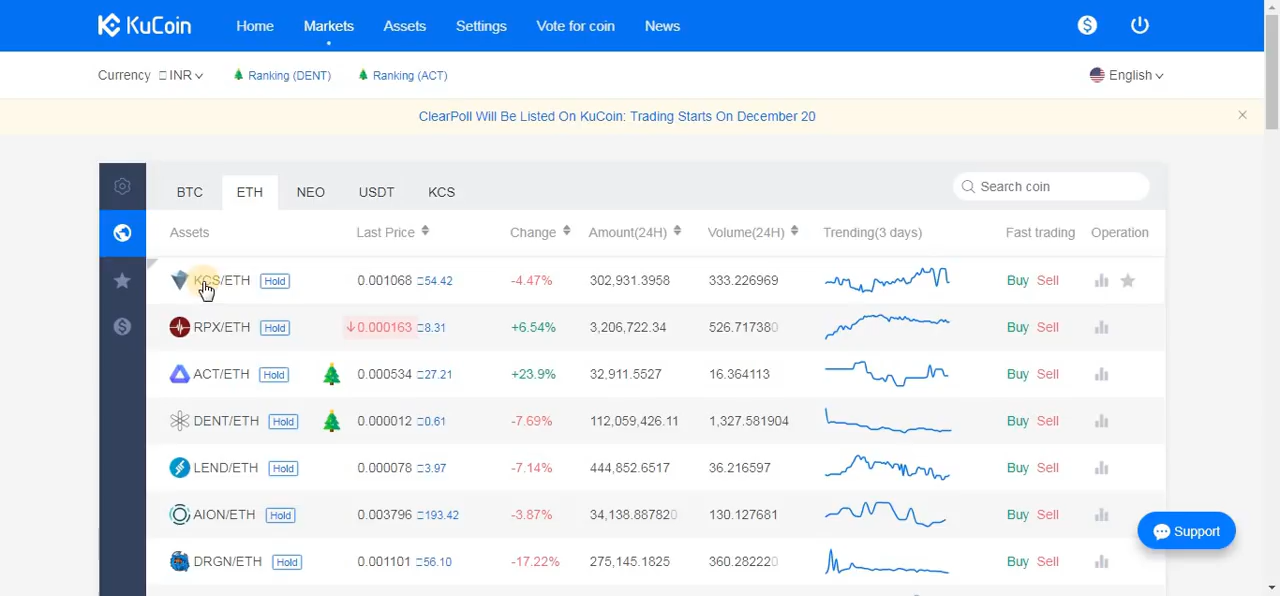 KuCoin Home Markets Assets Settings Vote for coin News
Currency INR Ranking (DENT) Ranking (ACT) English
ClearPoll Will Be Listed On KuCoin: Trading Starts On December 20
BTC ETH NEO USDT KCS Search coin
Assets Last Price Change Amount(24H) Volume(24H) Trending(3 days) Fast trading Operation
KCS/ETH Hold 0.001068 54.42 -4.47% 302,931.3958 333.226969 Buy Sell
RPX/ETH Hold ↓0.000163 8.31 +6.54% 3,206,722.34 526.717380 Buy Sell
ACT/ETH Hold 0.000534 27.21 +23.9% 32,911.5527 16.364113 Buy Sell
DENT/ETH Hold 0.000012 0.61 -7.69% 112,059,426.11 1,327.581904 Buy Sell
LEND/ETH Hold 0.000078 3.97 -7.14% 444,852.6517 36.216597 Buy Sell
AION/ETH Hold 0.003796 193.42 -3.87% 34,138.887820 130.127681 Buy Sell
DRGN/ETH Hold 0.001101 56.10 -17.22% 275,145.1825 360.282220 Buy Sell
Support